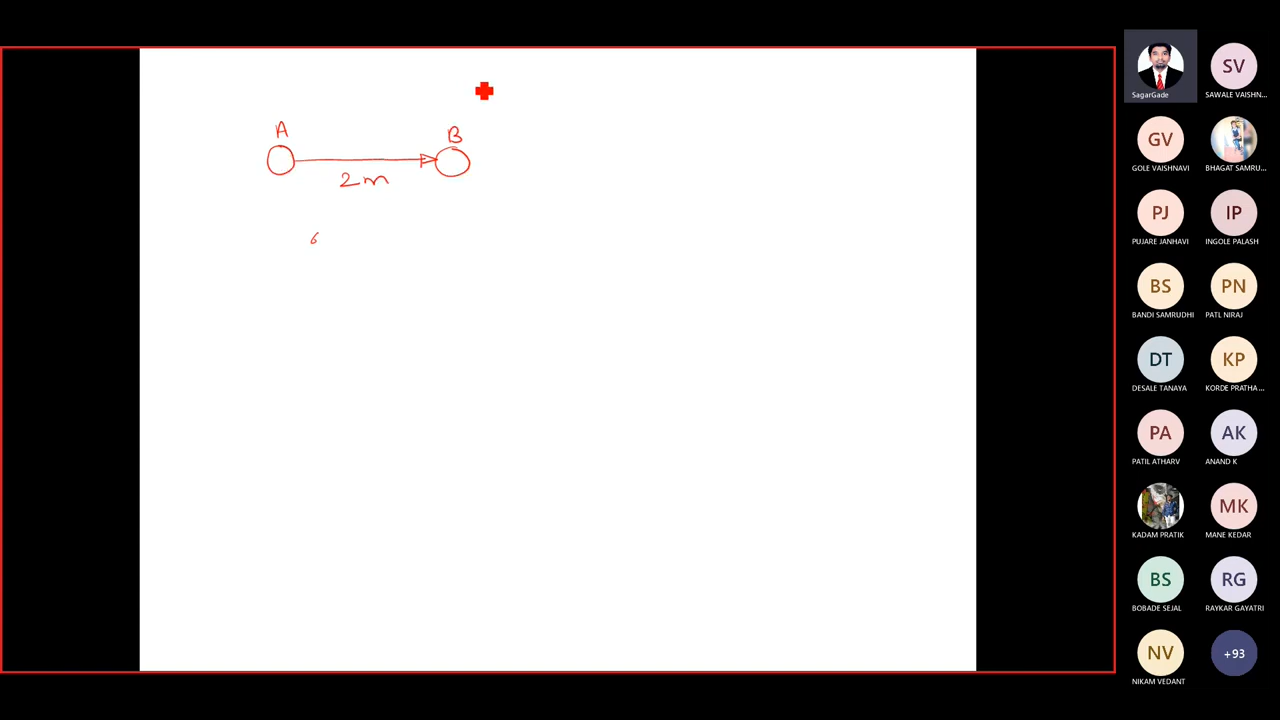 A
B
2m
6
SagarGade
SAWALE VAISHN...
SV
GV
GOLE VAISHNAVI
BHAGAT SAMRU...
PJ
IP
PUJARE JANHAVI
INGOLE PALASH
BS
PN
BANDI SAMRUDHI
PATL NIRAJ
DT
KP
DESALE TANAYA
KORDE PRATHA...
PA
AK
PATIL ATHARV
ANAND K
MK
KADAM PRATIK
MANE KEDAR
BS
RG
BOBADE SEJAL
RAYKAR GAYATRI
NV
+93
NIKAM VEDANT